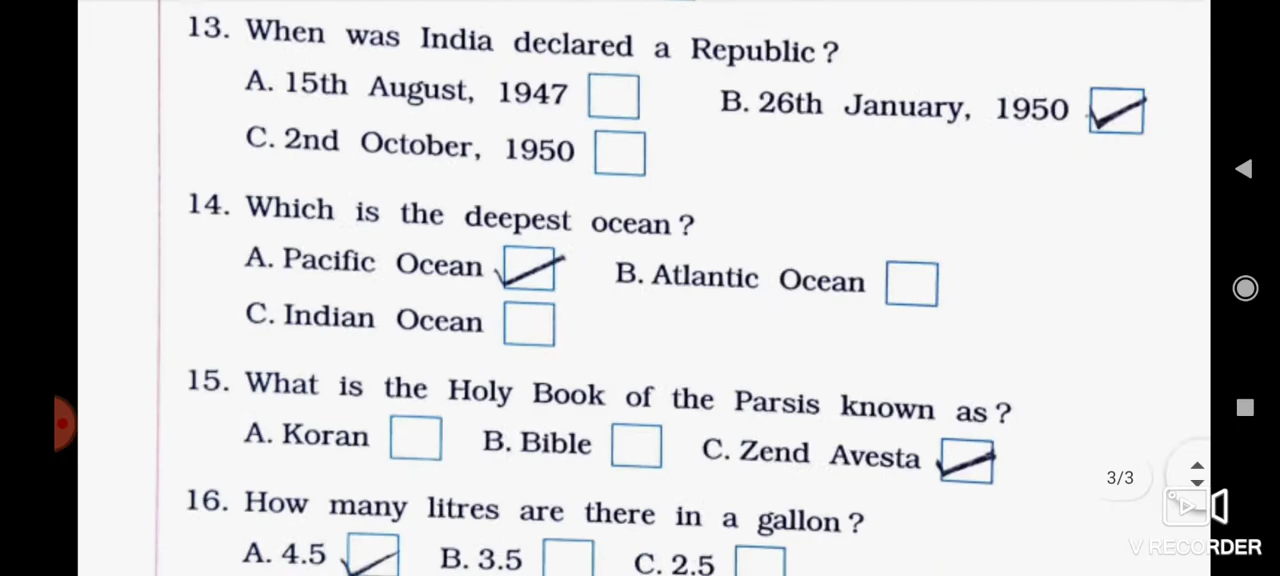 13. When was India declared a Republic ?
A. 15th August, 1947
B. 26th January, 1950
C. 2nd October, 1950
14. Which is the deepest ocean ?
A. Pacific Ocean
B. Atlantic Ocean
C. Indian Ocean
15. What is the Holy Book of the Parsis known as ?
A. Koran
B. Bible
C. Zend Avesta
3/3
16. How many litres are there in a gallon ?
A. 4.5
B. 3.5
C. 2.5
V RECORDER